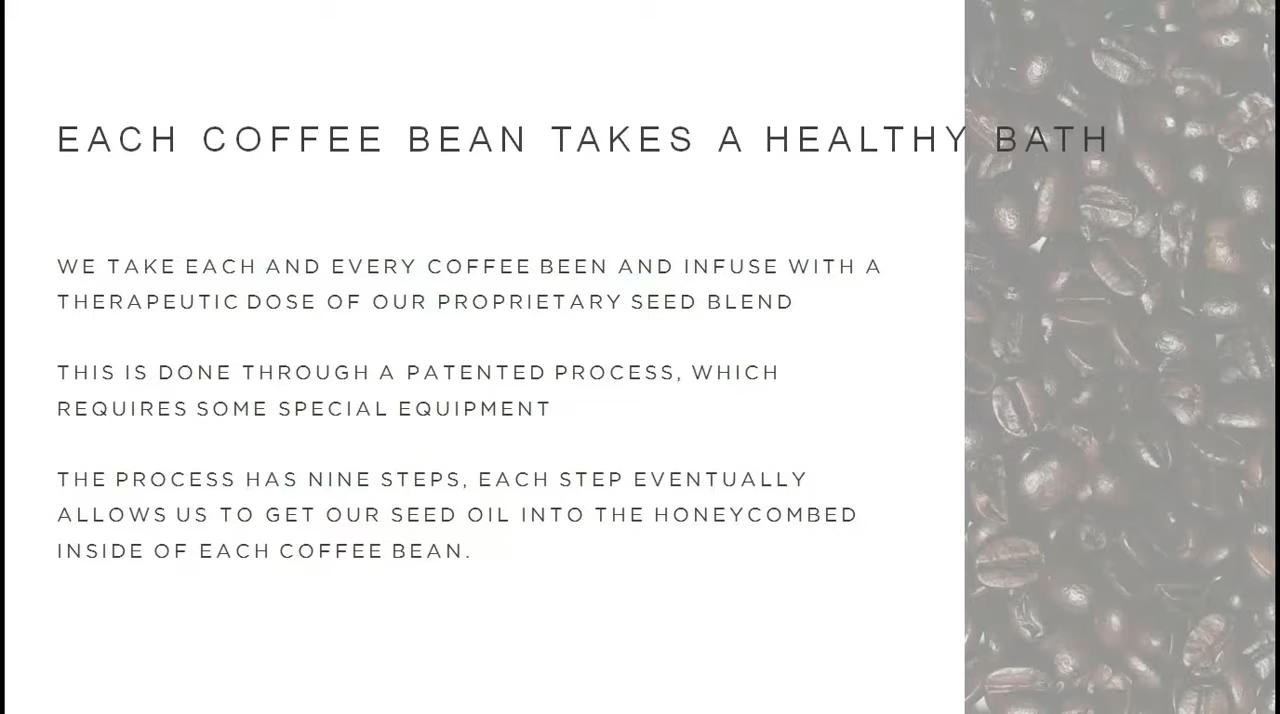 EACH COFFEE BEAN TAKES A HEALTHY BATH
WE TAKE EACH AND EVERY COFFEE BEEN AND INFUSE WITH A
THERAPEUTIC DOSE OF OUR PROPRIETARY SEED BLEND
THIS IS DONE THROUGH A PATENTED PROCESS, WHICH
REQUIRES SOME SPECIAL EQUIPMENT
THE PROCESS HAS NINE STEPS, EACH STEP EVENTUALLY
ALLOWS US TO GET OUR SEED OIL INTO THE HONEYCOMBED
INSIDE OF EACH COFFEE BEAN.